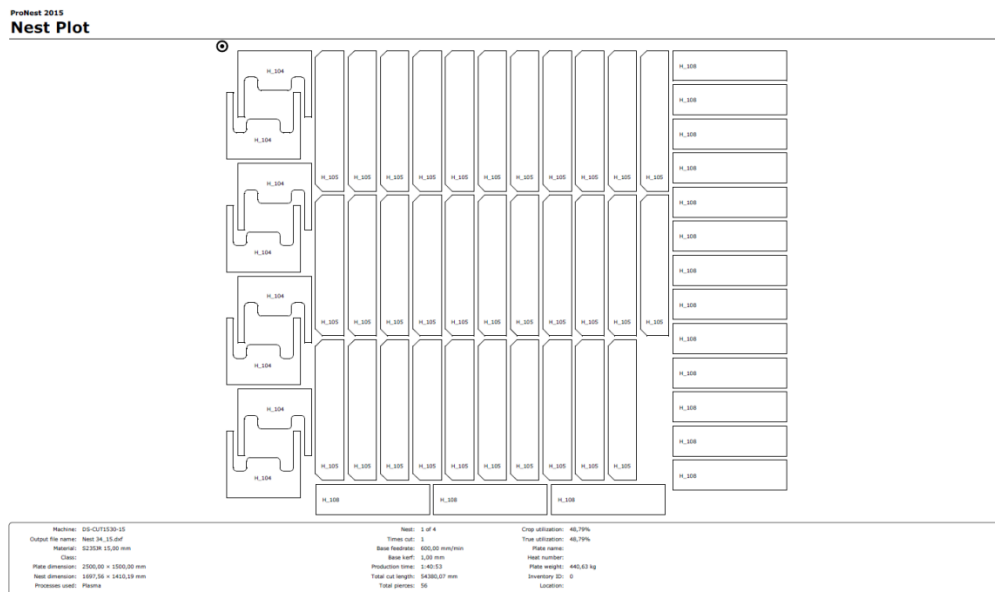 ProNest 2015
Nest Plot
H_104
H_104
H_104
H_104
H_104
H_104
H_104
H_104
H_105 H_105 H_105 H_105 H_105 H_105 H_105 H_105 H_105 H_105 H_105
H_105 H_105 H_105 H_105 H_105 H_105 H_105 H_105 H_105 H_105 H_105
H_105 H_105 H_105 H_105 H_105 H_105 H_105 H_105 H_105 H_105
H_108 H_108 H_108
H_108
H_108
H_108
H_108
H_108
H_108
H_108
H_108
H_108
H_108
H_108
H_108
H_108
Machine: DS-CUT1530-15
Output file name: Nest 34_15.dxf
Material: S235JR 15,00 mm
Class:
Plate dimension: 2500,00 × 1500,00 mm
Nest dimension: 1697,56 × 1410,19 mm
Processes used: Plasma
Nest: 1 of 4
Times cut: 1
Base feedrate: 600,00 mm/min
Base kerf: 1,00 mm
Production time: 1:40:53
Total cut length: 54380,07 mm
Total pierces: 56
Crop utilization: 48,79%
True utilization: 48,79%
Plate name:
Heat number:
Plate weight: 440,63 kg
Inventory ID: 0
Location: